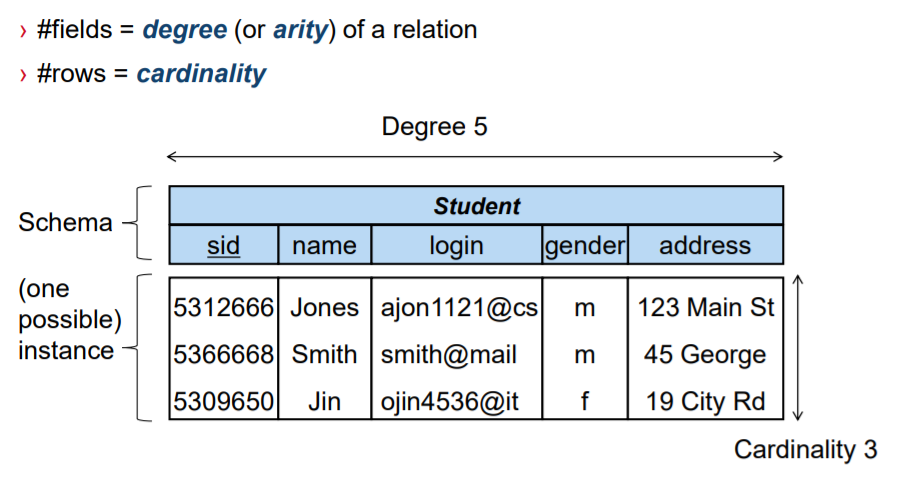 › #fields = degree (or arity) of a relation
› #rows = cardinality
Degree 5
Schema
Student
sid name login gender address
(one
possible)
instance
5312666 Jones ajon1121@cs m 123 Main St
5366668 Smith smith@mail m 45 George
5309650 Jin ojin4536@it f 19 City Rd
Cardinality 3